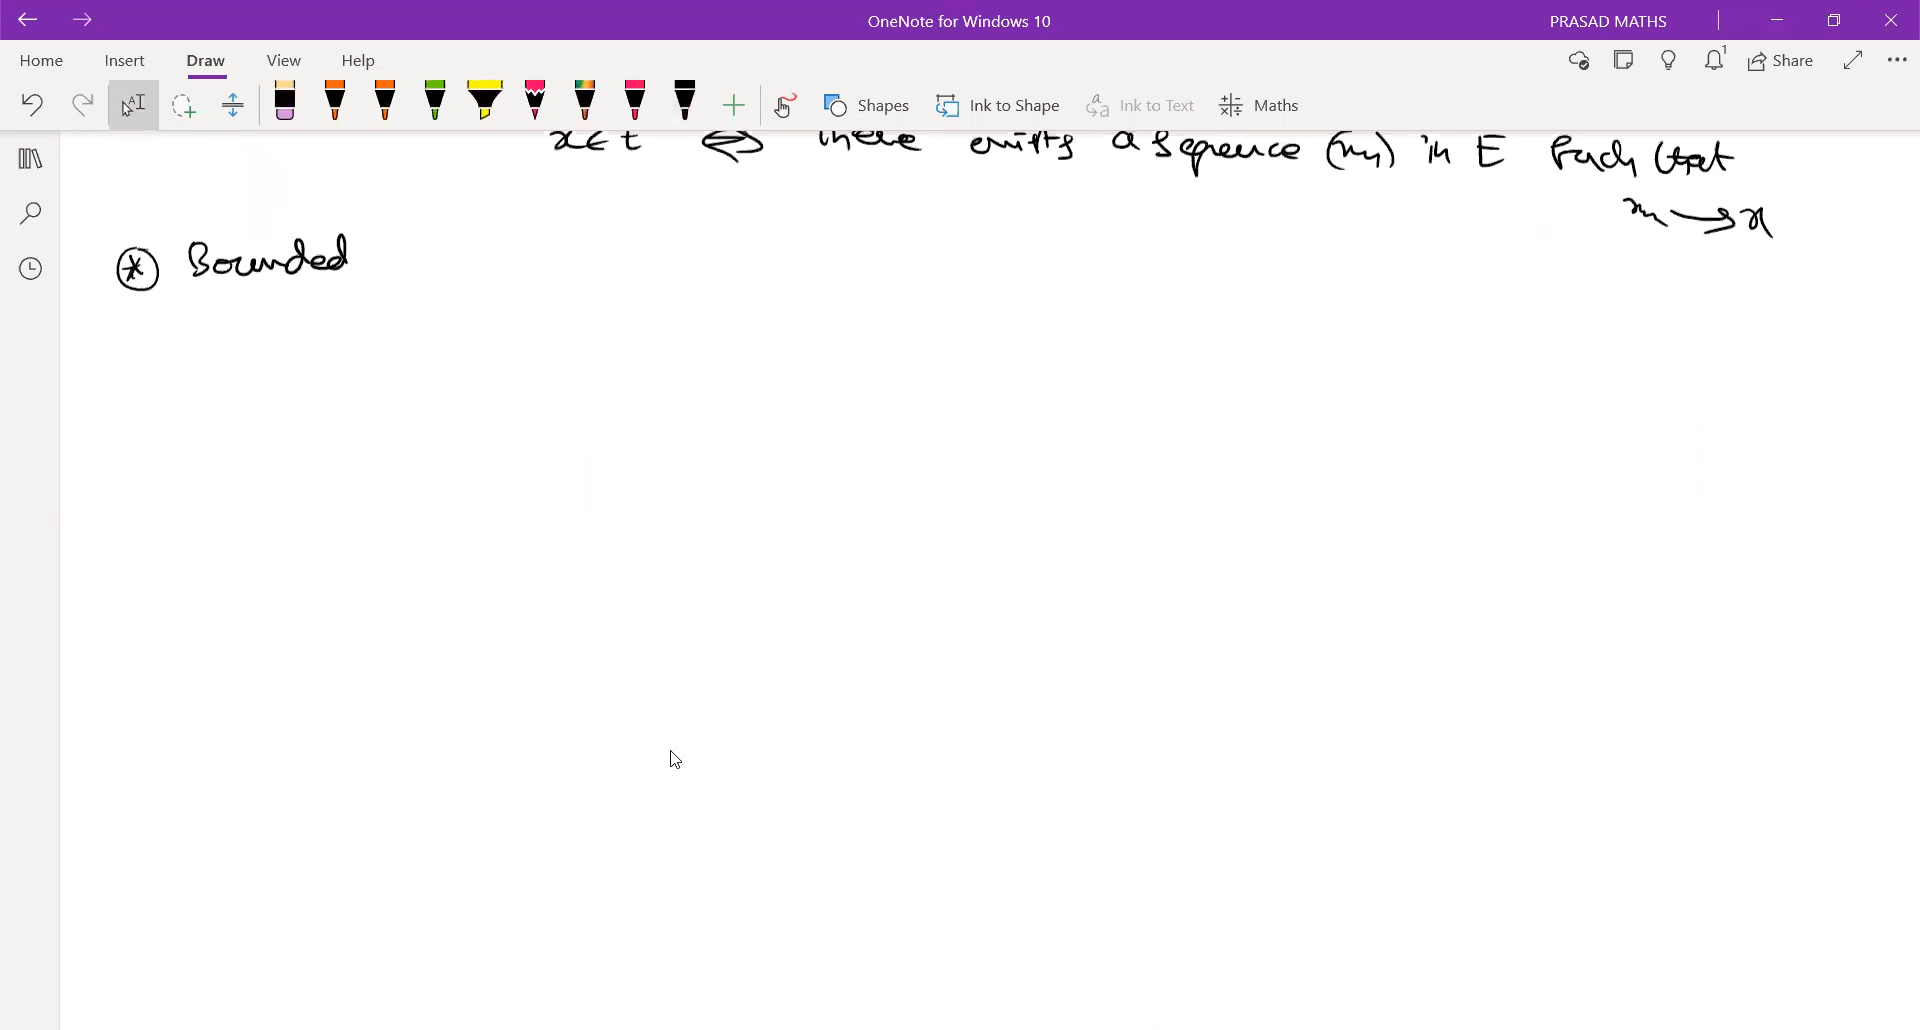 OneNote for Windows 10
PRASAD MATHS
Home Insert Draw View Help
1
Share
Shapes
Ink to Shape
Ink to Text
Maths
x ∈ ⟺ there exists a sequence (xn) in E such that
xn → x
* Bounded